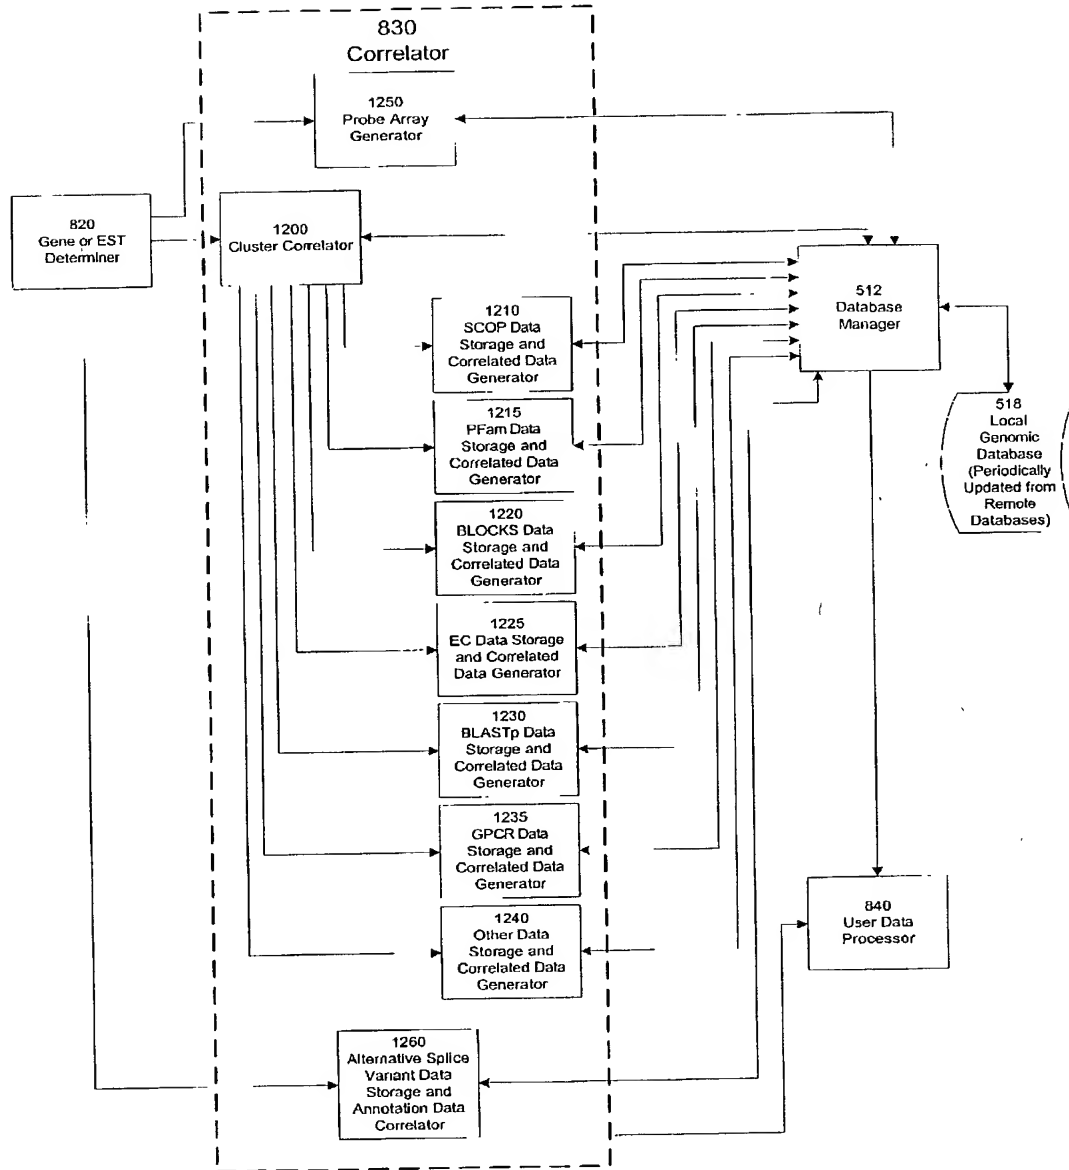 830
Correlator
1250
Probe Array
Generator
820
Gene or EST
Determiner
1200
Cluster Correlator
512
Database
Manager
1210
SCOP Data
Storage and
Correlated Data
Generator
518
Local
Genomic
Database
(Periodically
Updated from
Remote
Databases)
1215
PFam Data
Storage and
Correlated Data
Generator
1220
BLOCKS Data
Storage and
Correlated Data
Generator
1225
EC Data Storage
and Correlated
Data Generator
1230
BLASTp Data
Storage and
Correlated Data
Generator
1235
GPCR Data
Storage and
Correlated Data
Generator
840
User Data
Processor
1240
Other Data
Storage and
Correlated Data
Generator
1260
Alternative Splice
Variant Data
Storage and
Annotation Data
Correlator